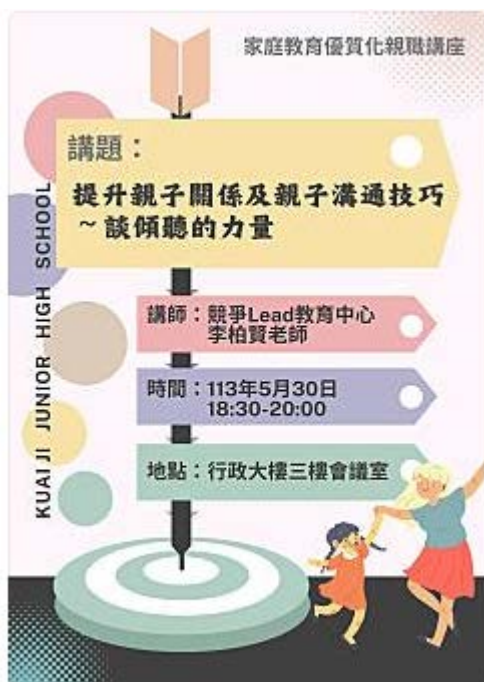 家庭教育優質化親職講座
講題：
提升親子關係及親子溝通技巧
～談傾聽的力量
講師：競爭Lead教育中心
李柏賢老師
時間：113年5月30日
18:30-20:00
地點：行政大樓三樓會議室
KUAI JI JUNIOR HIGH SCHOOL